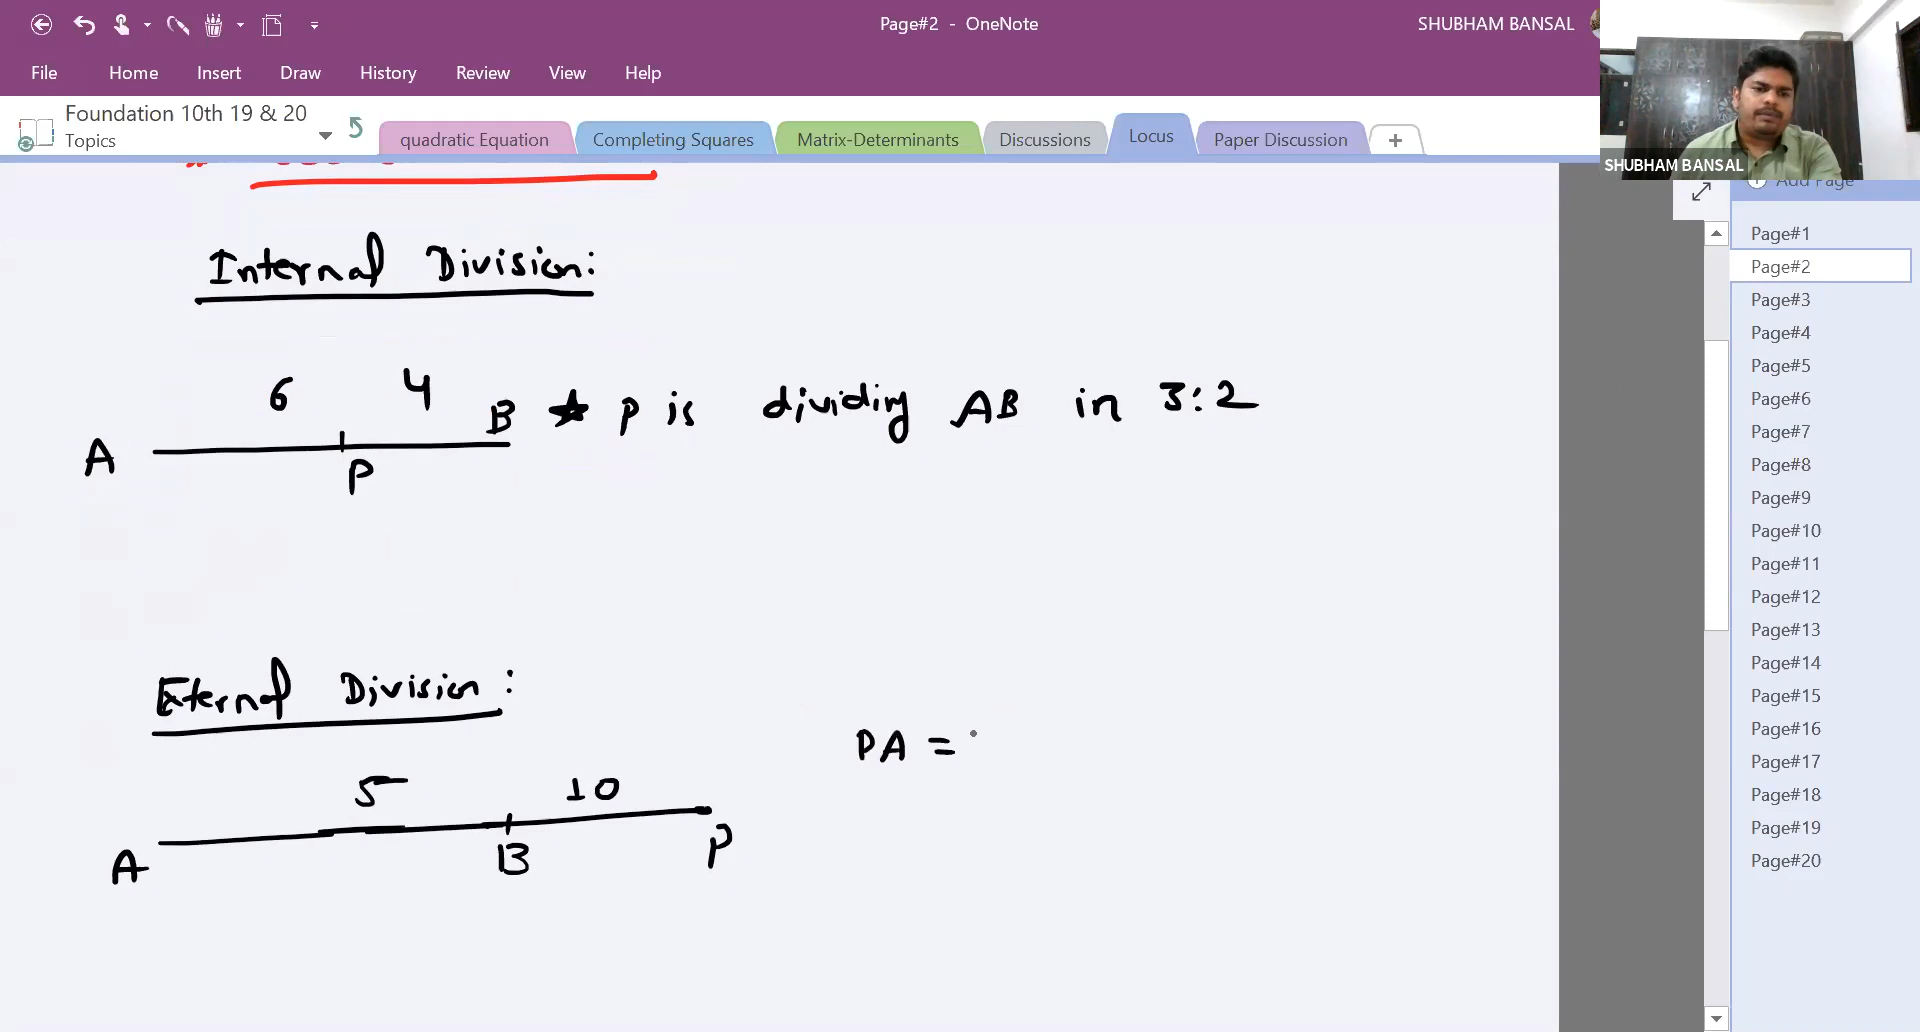 Page#2 - OneNote
SHUBHAM BANSAL
File Home Insert Draw History Review View Help
Foundation 10th 19 & 20
Topics
quadratic Equation
Completing Squares
Matrix-Determinants
Discussions
Locus
Paper Discussion
+
SHUBHAM BANSAL
Add Page
Page#1
Page#2
Page#3
Page#4
Page#5
Page#6
Page#7
Page#8
Page#9
Page#10
Page#11
Page#12
Page#13
Page#14
Page#15
Page#16
Page#17
Page#18
Page#19
Page#20
Internal Division:
6 4
A B
P
P is dividing AB in 3:2
External Division:
5 10
A B P
PA =